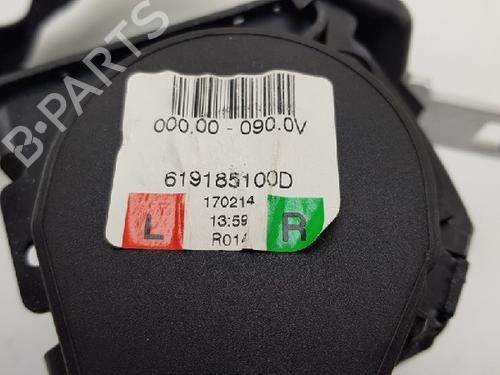 000.00 - 090.0V
619185100D
170214
13:59
R014
L
R
B-PARTS